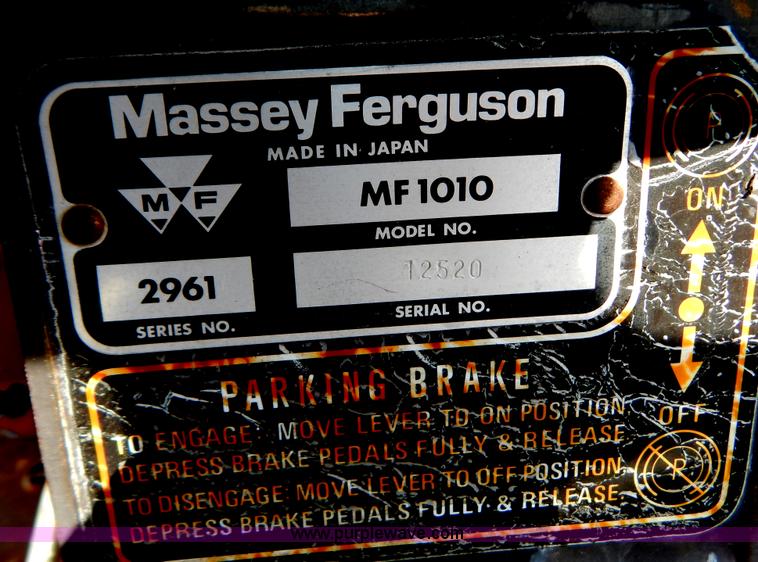 Massey Ferguson
MADE IN JAPAN
M F
MF 1010
MODEL NO.
2961
SERIES NO.
12520
SERIAL NO.
P
ON
OFF
P
PARKING BRAKE
TO ENGAGE MOVE LEVER TO ON POSITION
DEPRESS BRAKE PEDALS FULLY & RELEASE
TO DISENGAGE MOVE LEVER TO OFF POSITION
DEPRESS BRAKE PEDALS FULLY & RELEASE
www.purplewave.com